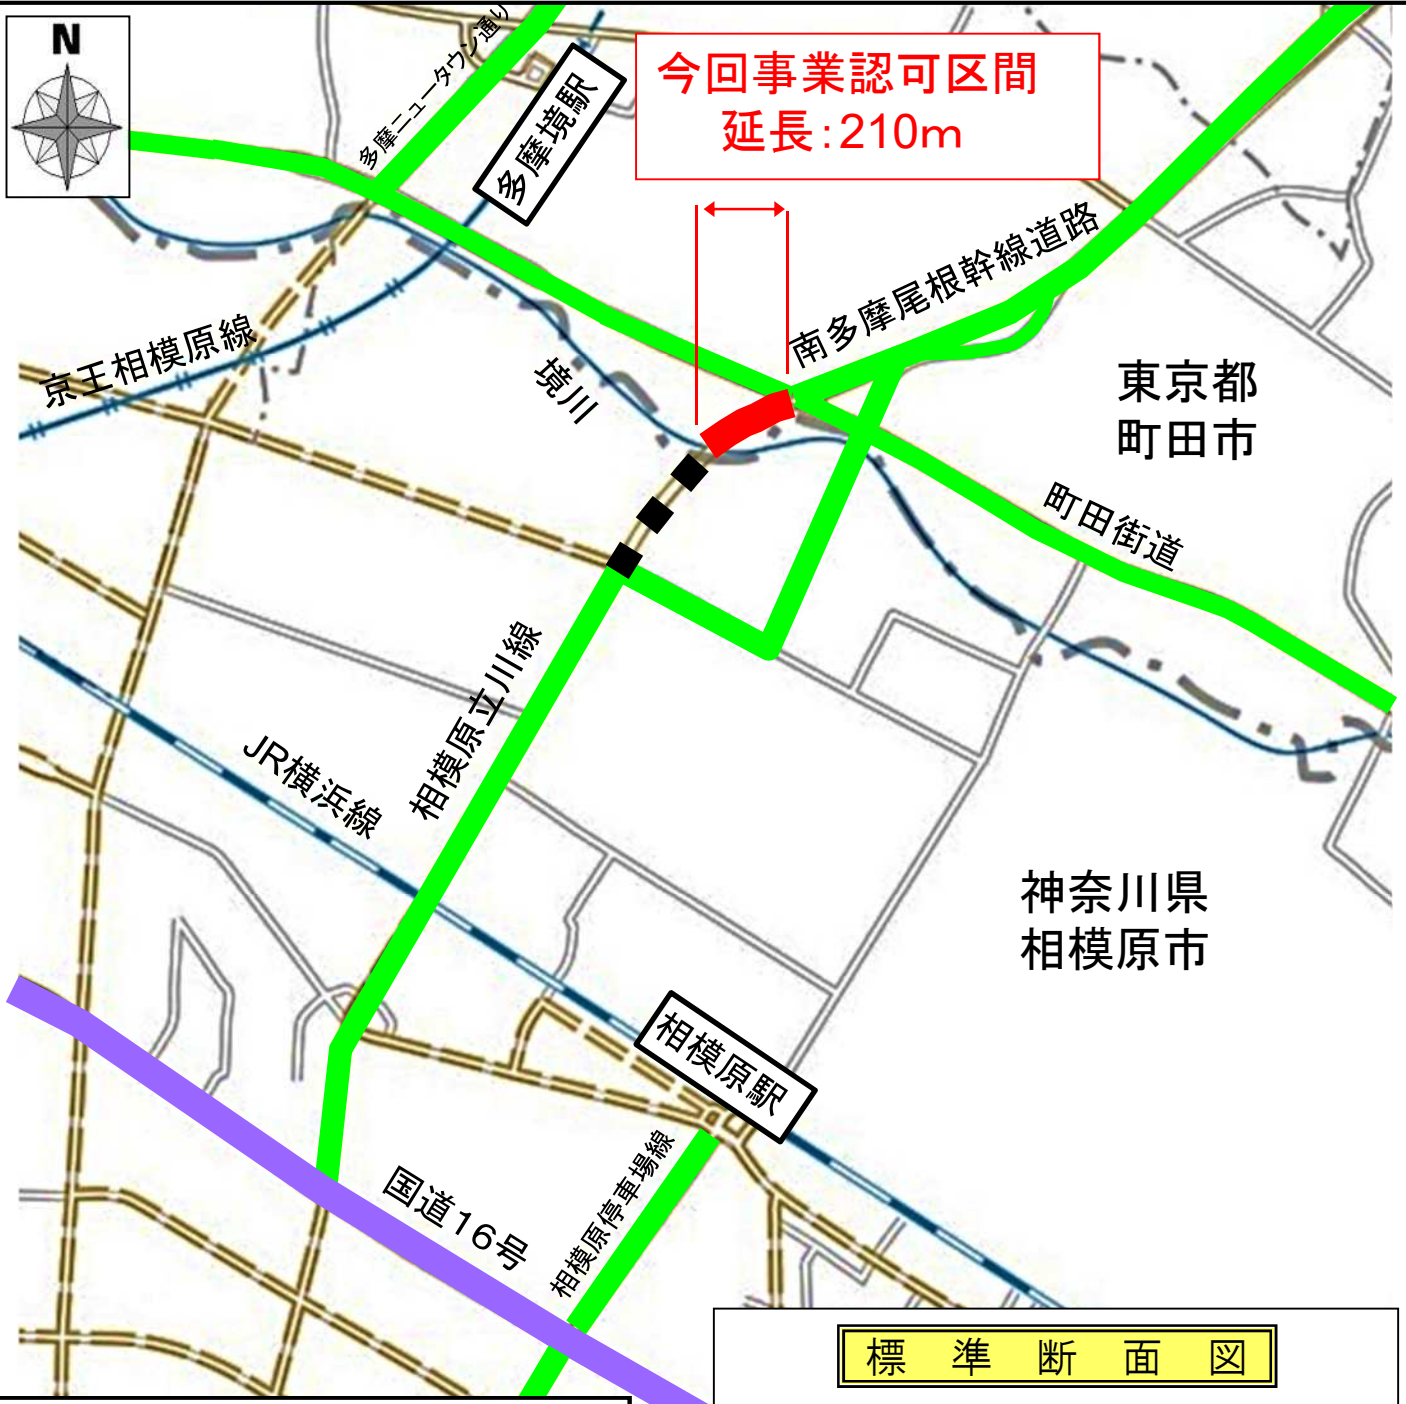 N
多摩ニュータウン通り
多摩境駅
今回事業認可区間
延長:210m
南多摩尾根幹線道路
京王相模原線
境川
東京都
町田市
町田街道
相模原立川線
JR横浜線
神奈川県
相模原市
相模原駅
国道16号
相模原停車場線
標準断面図